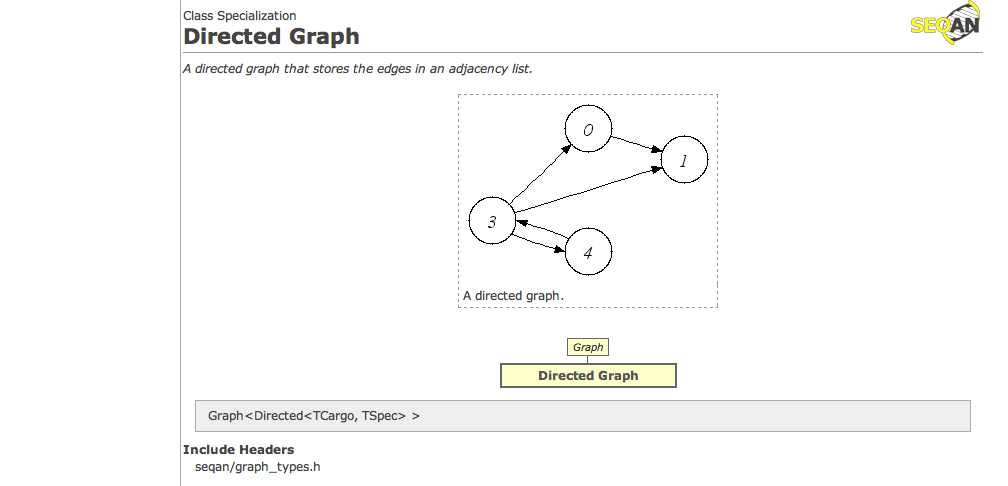 Class Specialization
SEQAN
Directed Graph
A directed graph that stores the edges in an adjacency list.
0
1
3
4
A directed graph.
Graph
Directed Graph
Graph<Directed<TCargo, TSpec> >
Include Headers
seqan/graph_types.h